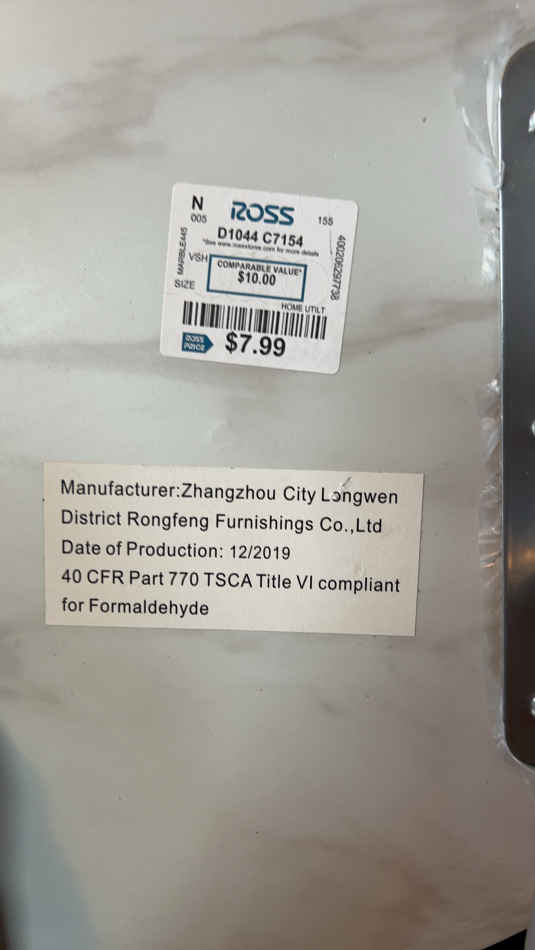 N
005
ROSS
155
D1044 C7154
*See www.rossstores.com for more details
MARBLE445
VSH
SIZE
COMPARABLE VALUE*
$10.00
400206297738
HOME UTILT
ROSS
PRICE
$7.99
Manufacturer:Zhangzhou City Longwen
District Rongfeng Furnishings Co.,Ltd
Date of Production: 12/2019
40 CFR Part 770 TSCA Title VI compliant
for Formaldehyde